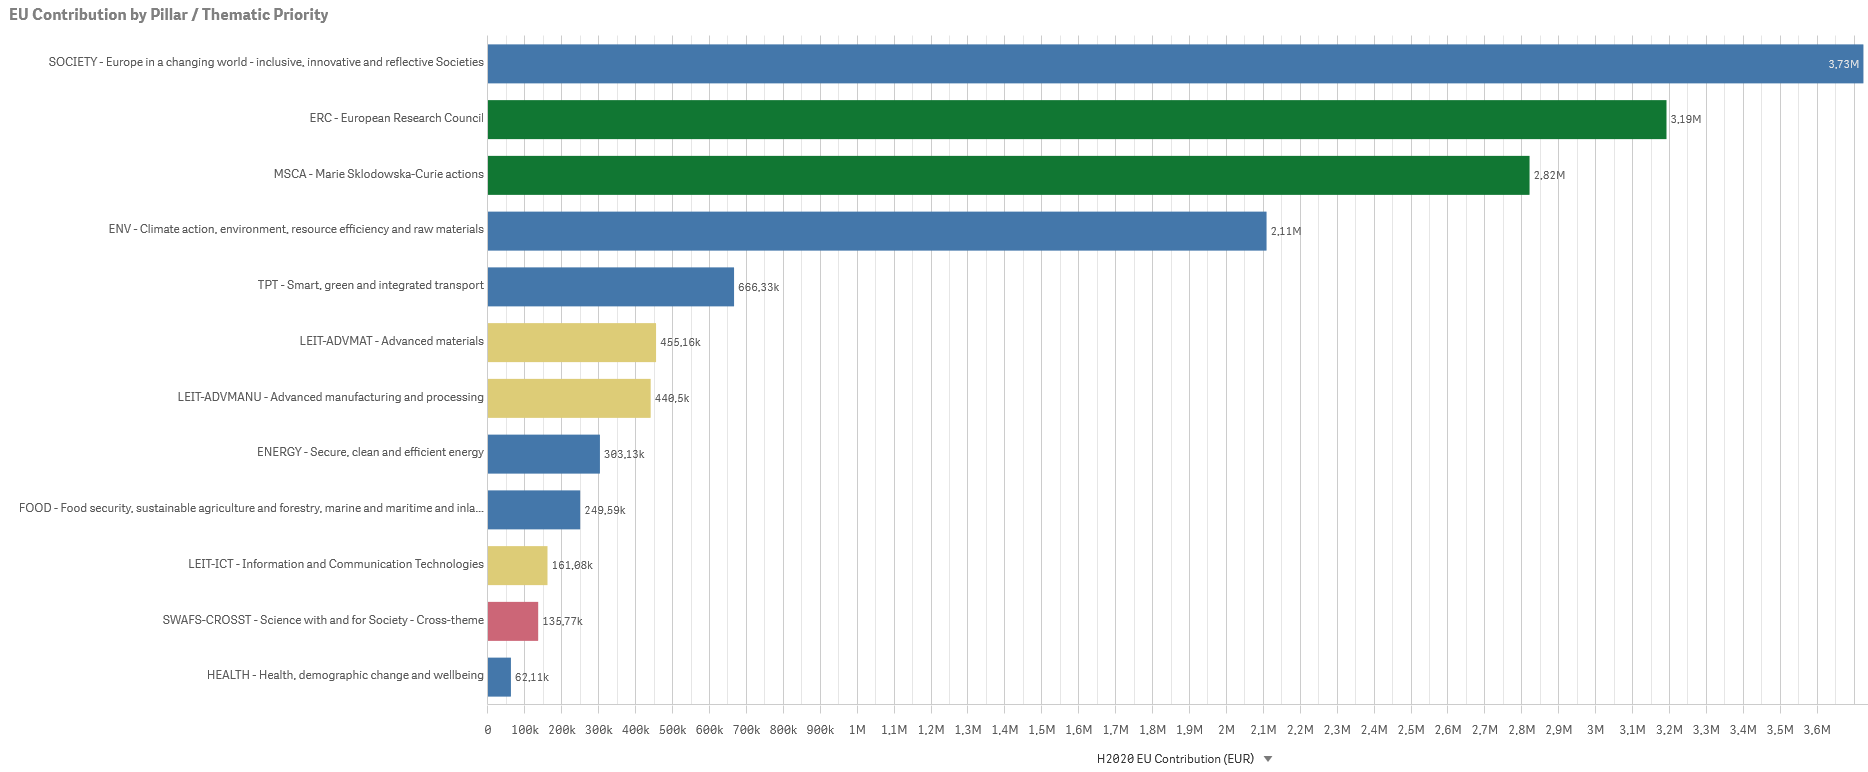 EU Contribution by Pillar / Thematic Priority
SOCIETY - Europe in a changing world - inclusive, innovative and reflective Societies
3,73M
ERC - European Research Council
3,19M
MSCA - Marie Sklodowska-Curie actions
2,82M
ENV - Climate action, environment, resource efficiency and raw materials
2,11M
TPT - Smart, green and integrated transport
666,33k
LEIT-ADVMAT - Advanced materials
455,16k
LEIT-ADVMANU - Advanced manufacturing and processing
440,5k
ENERGY - Secure, clean and efficient energy
303,13k
FOOD - Food security, sustainable agriculture and forestry, marine and maritime and inla...
249,59k
LEIT-ICT - Information and Communication Technologies
161,08k
SWAFS-CROSST - Science with and for Society - Cross-theme
135,77k
HEALTH - Health, demographic change and wellbeing
62,11k
0 100k 200k 300k 400k 500k 600k 700k 800k 900k 1M 1,1M 1,2M 1,3M 1,4M 1,5M 1,6M 1,7M 1,8M 1,9M 2M 2,1M 2,2M 2,3M 2,4M 2,5M 2,6M 2,7M 2,8M 2,9M 3M 3,1M 3,2M 3,3M 3,4M 3,5M 3,6M
H2020 EU Contribution (EUR)